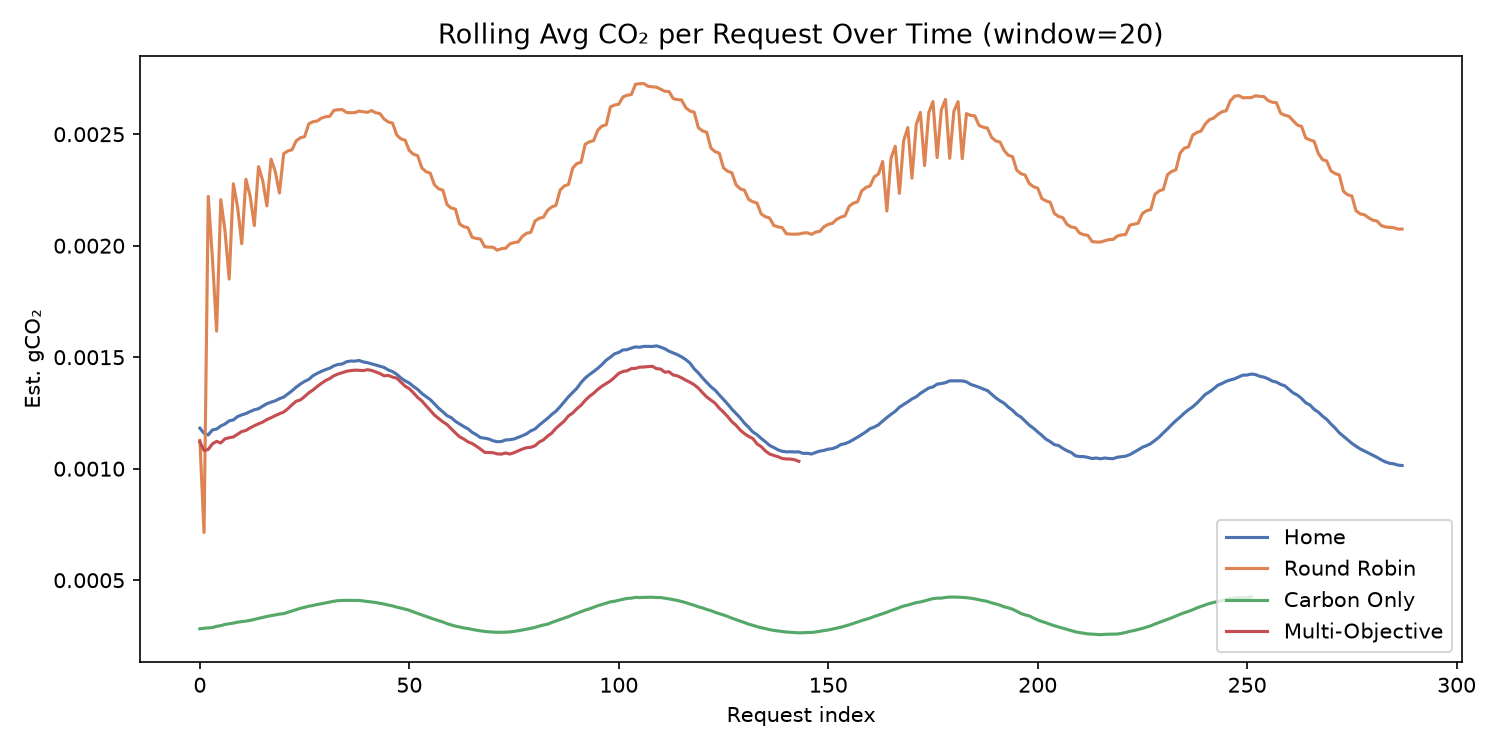 Rolling Avg CO₂ per Request Over Time (window=20)
Est. gCO₂
0.0025
0.0020
0.0015
0.0010
0.0005
0
50
100
150
200
250
300
Request index
Home
Round Robin
Carbon Only
Multi-Objective